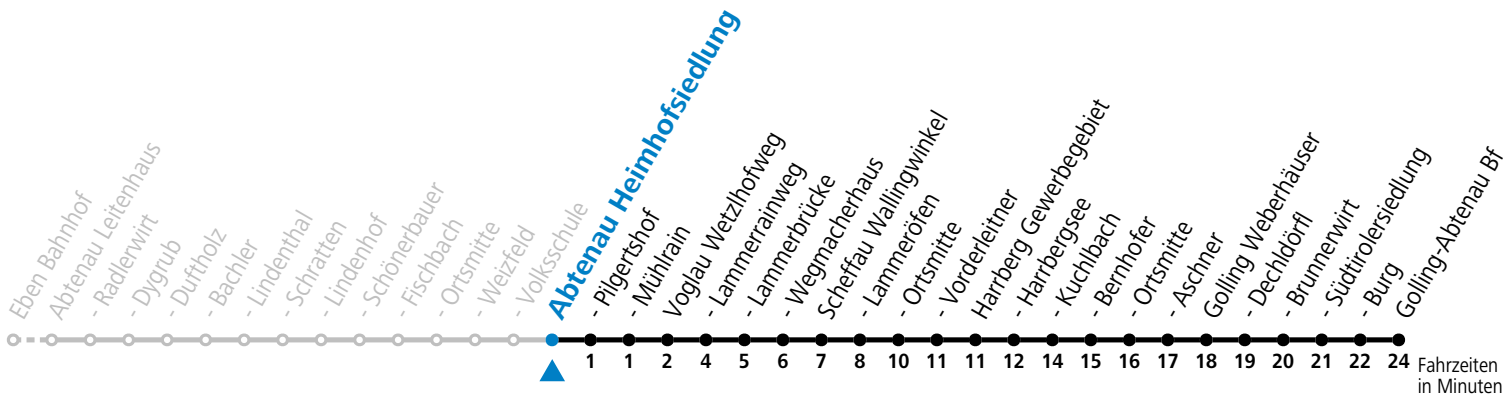 Eben Bahnhof
Abtenau Leitenhaus
- Radlerwirt
- Dygrub
- Duftholz
- Bachler
- Lindenthal
- Schratten
- Lindenhof
- Schönerbauer
- Fischbach
- Ortsmitte
- Weizfeld
- Volksschule
Abtenau Heimhofsiedlung
- Pilgertshof
- Mühlrain
Voglau Wetzlhofweg
- Lammerrainweg
- Lammerbrücke
- Wegmacherhaus
Scheffau Wallingwinkel
- Lammeröfen
- Ortsmitte
- Vorderleitner
Harrberg Gewerbegebiet
- Harrbergsee
- Kuchlbach
- Bernhofer
- Ortsmitte
- Aschner
Golling Weberhäuser
- Dechldörfl
- Brunnerwirt
- Südtirolersiedlung
- Burg
Golling-Abtenau Bf
1 1 2 4 5 6 7 8 10 11 11 12 14 15 16 17 18 19 20 21 22 24 Fahrzeiten
in Minuten